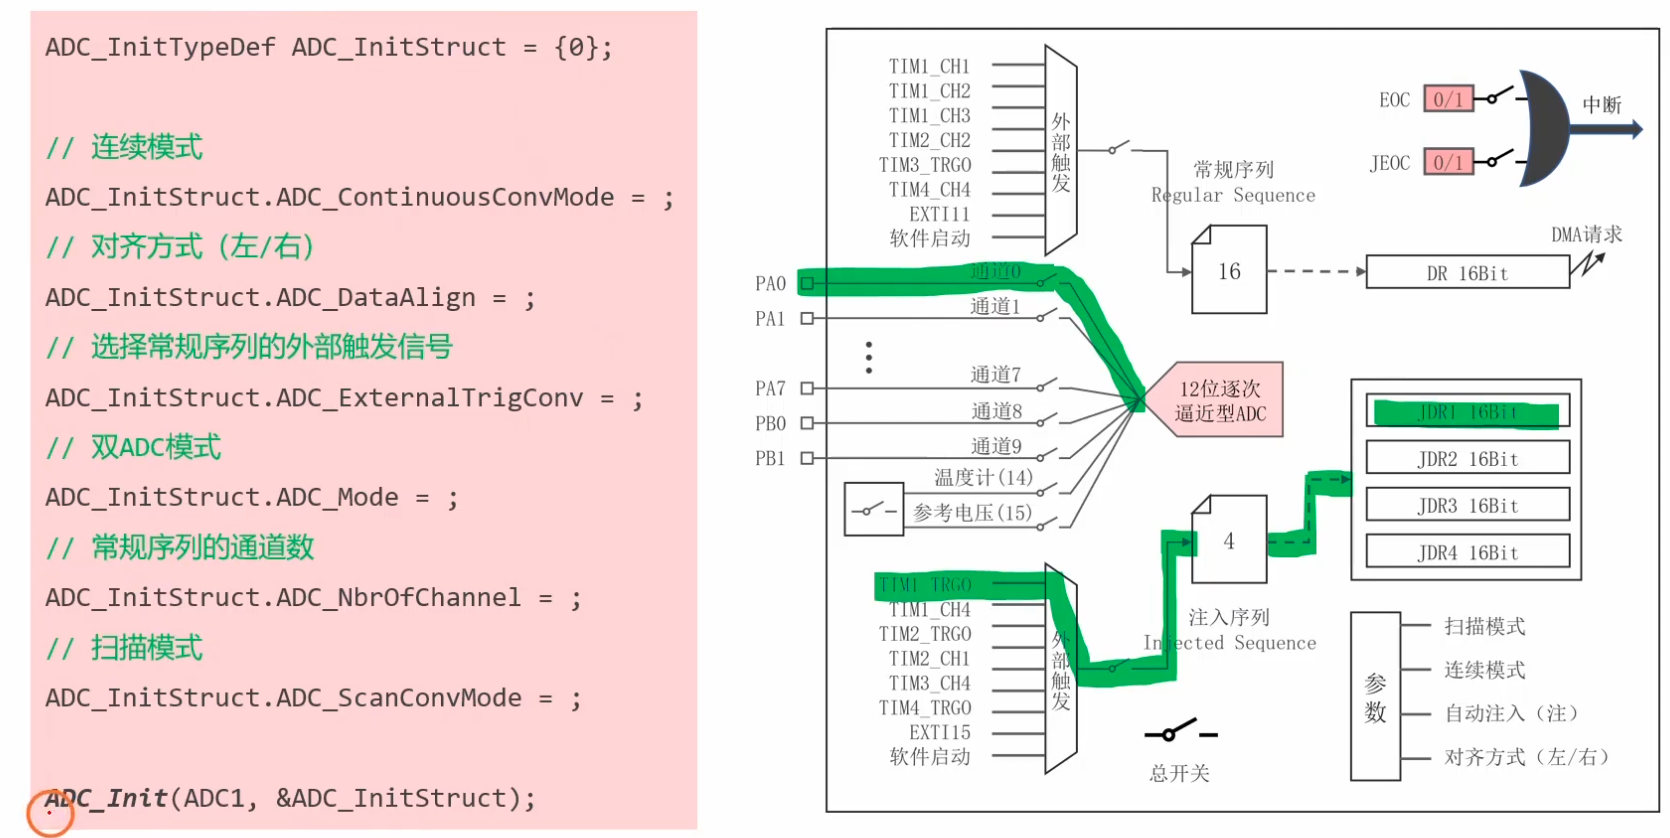 ADC_InitTypeDef ADC_InitStruct = {0};
// 连续模式
ADC_InitStruct.ADC_ContinuousConvMode = ;
// 对齐方式（左/右）
ADC_InitStruct.ADC_DataAlign = ;
// 选择常规序列的外部触发信号
ADC_InitStruct.ADC_ExternalTrigConv = ;
// 双ADC模式
ADC_InitStruct.ADC_Mode = ;
// 常规序列的通道数
ADC_InitStruct.ADC_NbrOfChannel = ;
// 扫描模式
ADC_InitStruct.ADC_ScanConvMode = ;
ADC_Init(ADC1, &ADC_InitStruct);
TIM1_CH1
TIM1_CH2
TIM1_CH3
TIM2_CH2
TIM3_TRGO
TIM4_CH4
EXTI11
软件启动
外部触发
常规序列
Regular Sequence
16
DR 16Bit
DMA请求
EOC 0/1
JEOC 0/1
中断
PA0 通道0
PA1 通道1
PA7 通道7
PB0 通道8
PB1 通道9
温度计(14)
参考电压(15)
12位逐次
逼近型ADC
TIM1_TRGO
TIM1_CH4
TIM2_TRGO
TIM2_CH1
TIM3_CH4
TIM4_TRGO
EXTI15
软件启动
外部触发
4
注入序列
Injected Sequence
JDR1 16Bit
JDR2 16Bit
JDR3 16Bit
JDR4 16Bit
总开关
参数
扫描模式
连续模式
自动注入（注）
对齐方式（左/右）